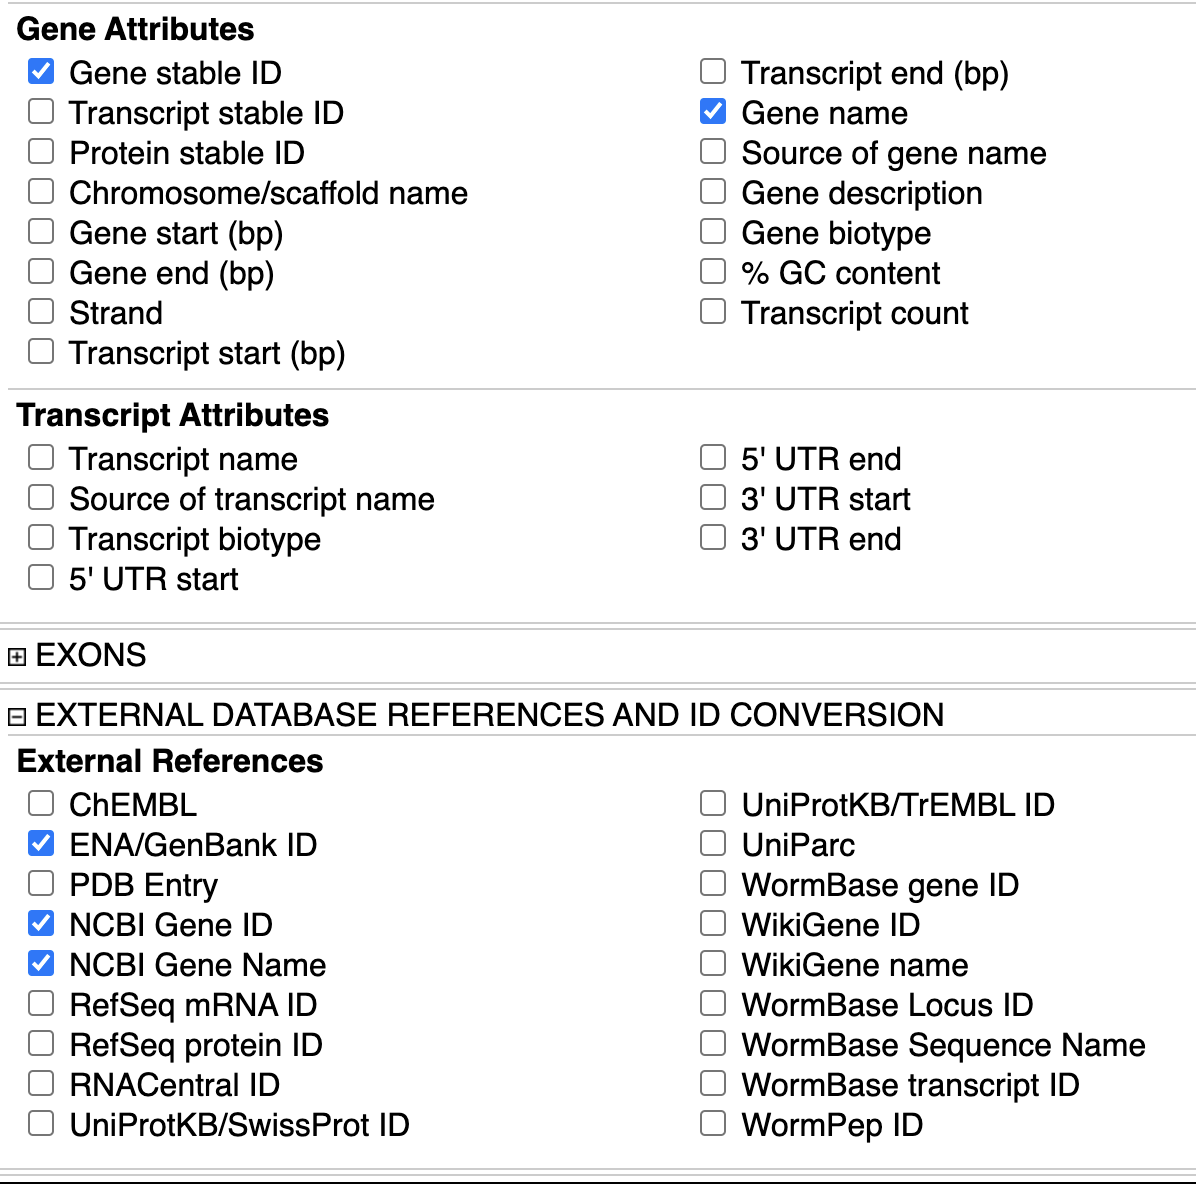 Gene Attributes
Gene stable ID
Transcript stable ID
Protein stable ID
Chromosome/scaffold name
Gene start (bp)
Gene end (bp)
Strand
Transcript start (bp)
Transcript end (bp)
Gene name
Source of gene name
Gene description
Gene biotype
% GC content
Transcript count
Transcript Attributes
Transcript name
Source of transcript name
Transcript biotype
5' UTR start
5' UTR end
3' UTR start
3' UTR end
EXONS
EXTERNAL DATABASE REFERENCES AND ID CONVERSION
External References
ChEMBL
ENA/GenBank ID
PDB Entry
NCBI Gene ID
NCBI Gene Name
RefSeq mRNA ID
RefSeq protein ID
RNACentral ID
UniProtKB/SwissProt ID
UniProtKB/TrEMBL ID
UniParc
WormBase gene ID
WikiGene ID
WikiGene name
WormBase Locus ID
WormBase Sequence Name
WormBase transcript ID
WormPep ID